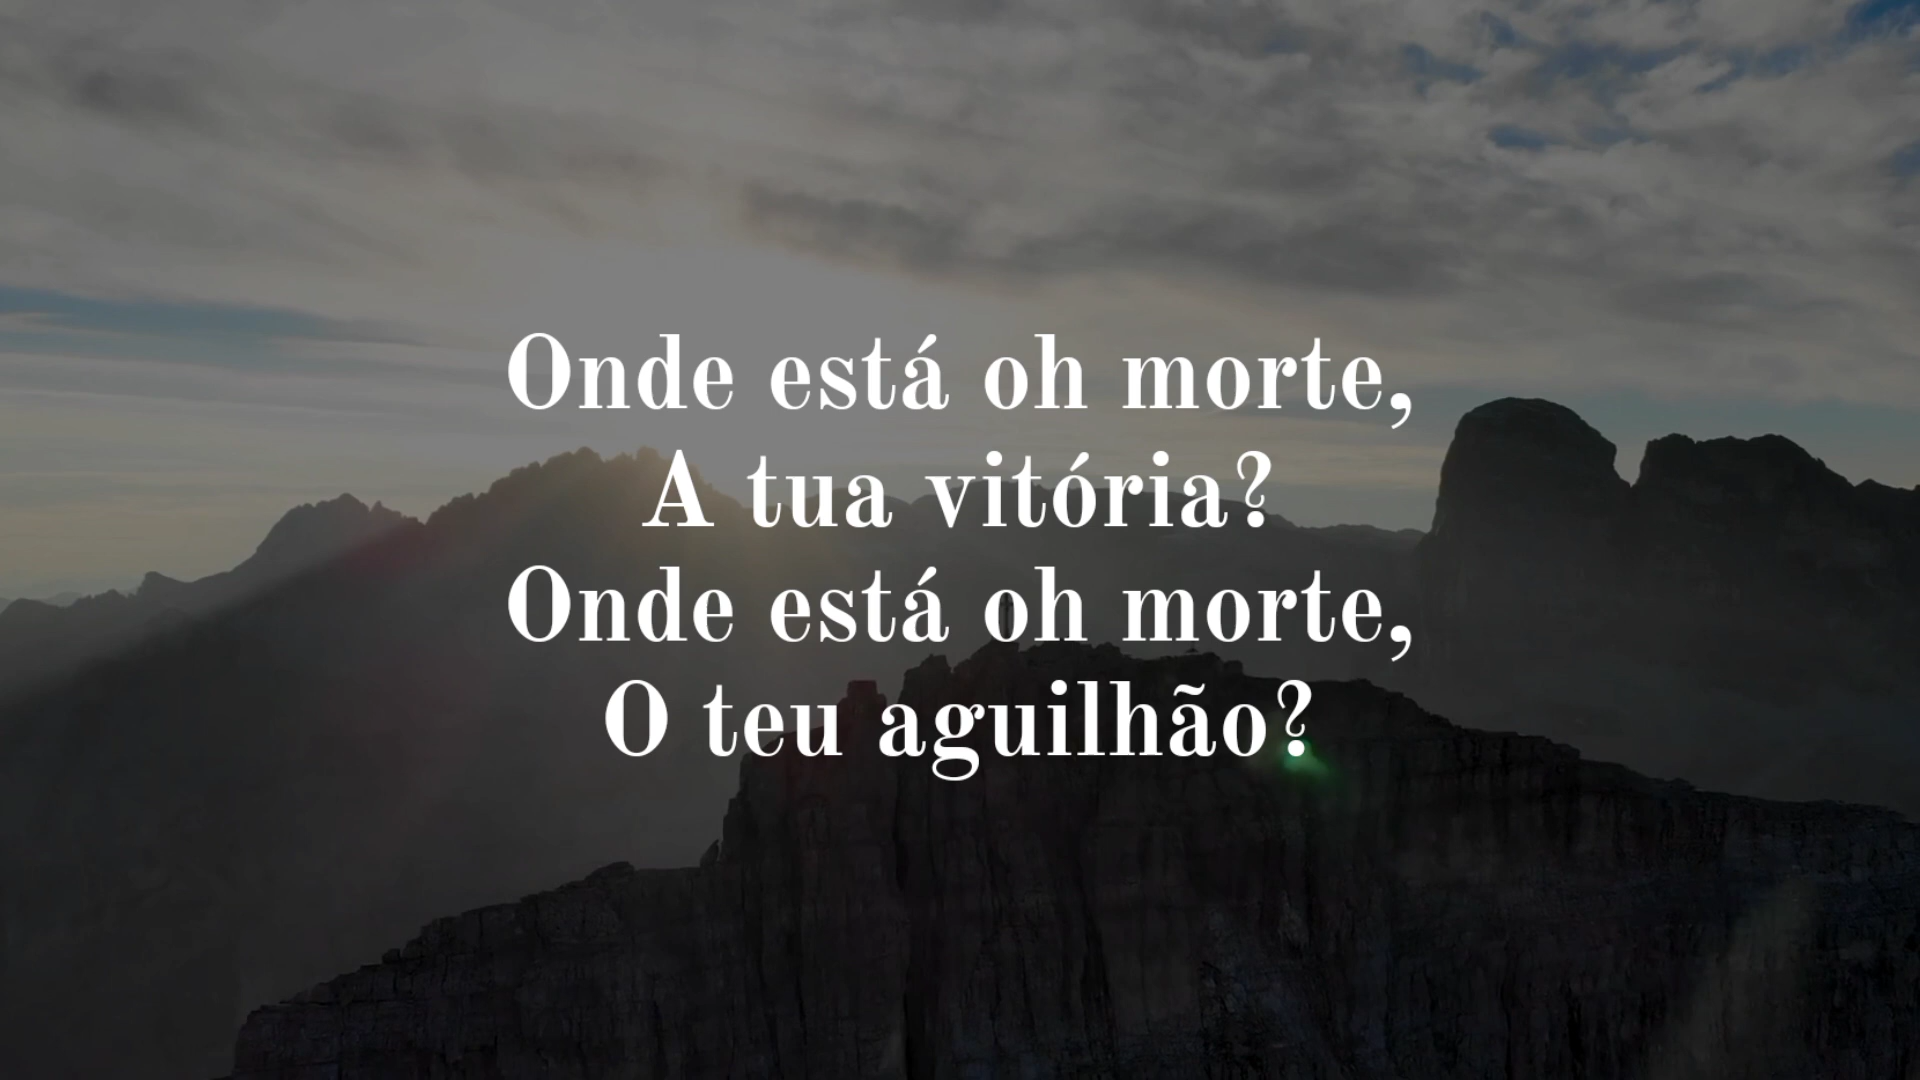 Onde está oh morte,
A tua vitória?
Onde está oh morte,
O teu aguilhão?